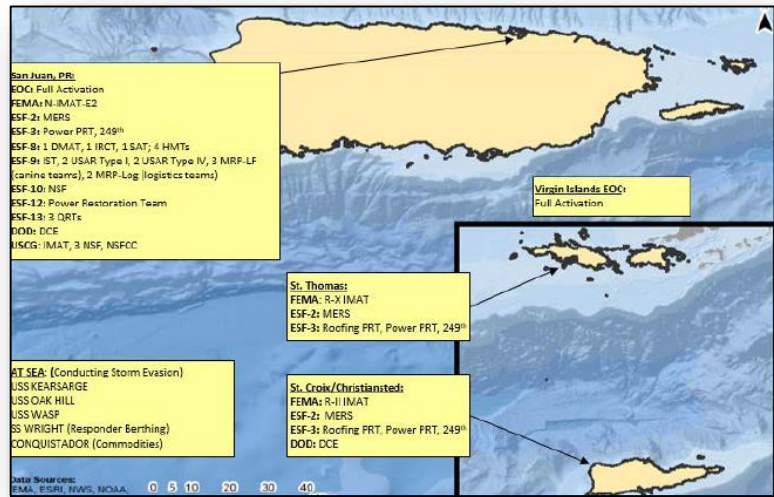 San Juan, PR:
EOC: Full Activation
FEMA: N-IMAT-E2
ESF-2: MERS
ESF-3: Power PRT, 249th
ESF-8: 1 DMAT, 1 IRCT, 1 SAT; 4 HMTs
ESF-9: IST, 2 USAR Type I, 2 USAR Type IV, 3 MRP-LF
(canine teams), 2 MRP-Log (logistics teams)
ESF-10: NSF
ESF-12: Power Restoration Team
ESF-13: 3 QRTs
DOD: DCE
USCG: IMAT, 3 NSF, NSFCC
Virgin Islands EOC:
Full Activation
St. Thomas:
FEMA: R-X IMAT
ESF-2: MERS
ESF-3: Roofing PRT, Power PRT, 249th
AT SEA: (Conducting Storm Evasion)
USS KEARSARGE
USS OAK HILL
USS WASP
SS WRIGHT (Responder Berthing)
CONQUISTADOR (Commodities)
St. Croix/Christiansted:
FEMA: R-II IMAT
ESF-2: MERS
ESF-3: Roofing PRT, Power PRT, 249th
DOD: DCE
Data Sources:
FEMA, ESRI, NWS, NOAA,
0 5 10 20 30 40